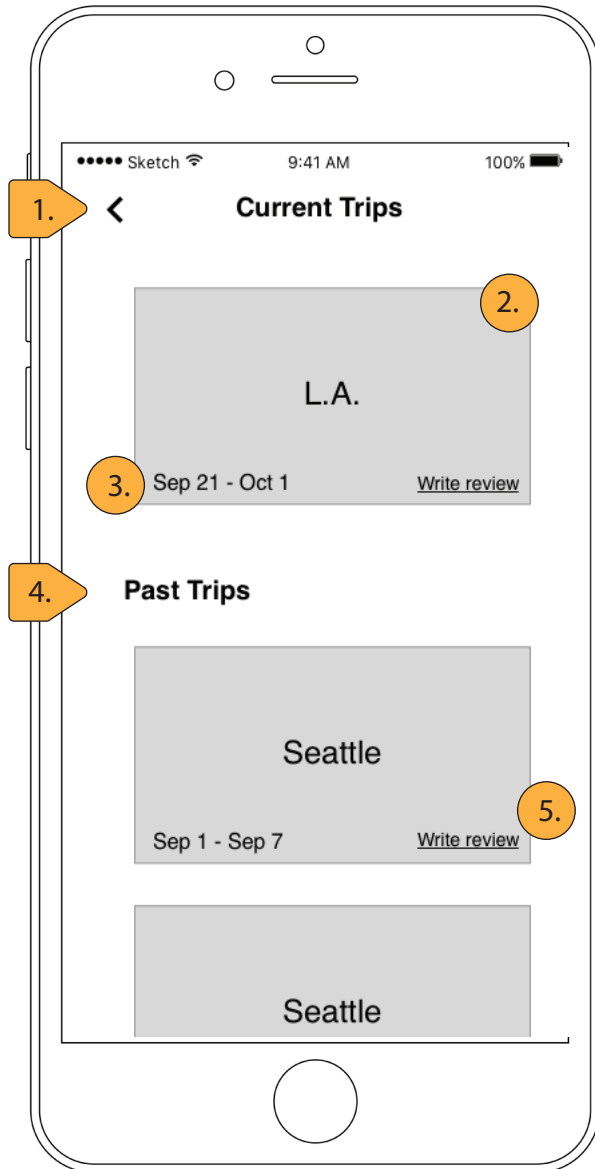 Sketch 9:41 AM 100%
1. Current Trips
2.
L.A.
3. Sep 21 - Oct 1 Write review
4. Past Trips
Seattle
5.
Sep 1 - Sep 7 Write review
Seattle